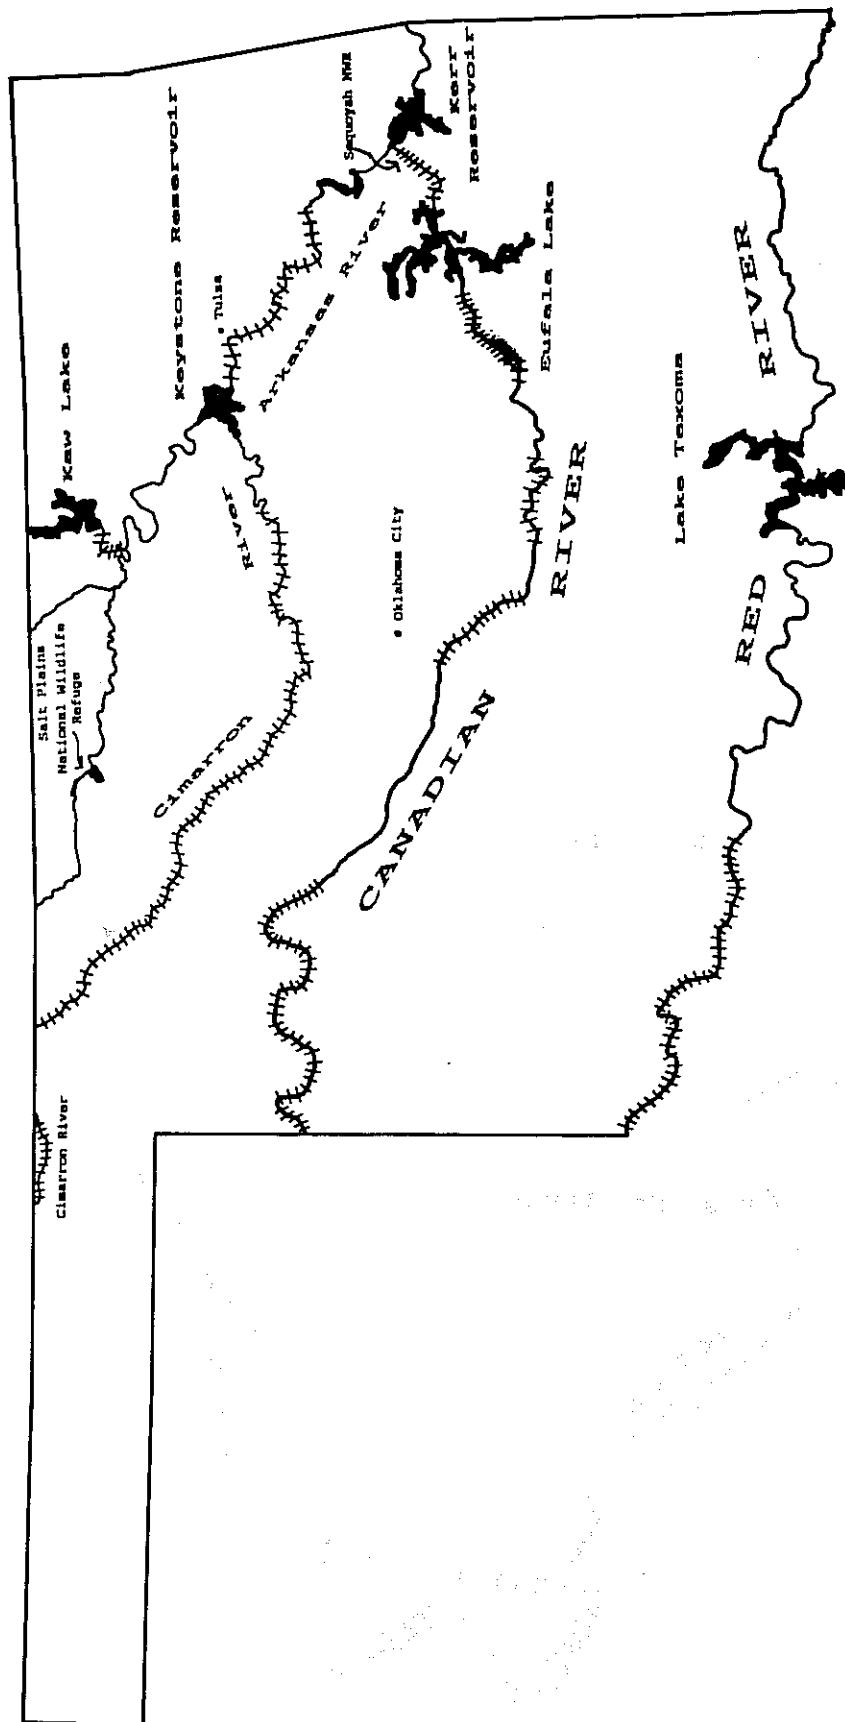 Kaw Lake
Keystone Reservoir
Tulsa
Sequoyah NWR
Kerr
Reservoir
Arkansas River
Eufala Lake
Salt Plains
National Wildlife
Refuge
Cimarron
River
Oklahoma City
CANADIAN
RIVER
Lake Texoma
RED
RIVER
Cimarron River